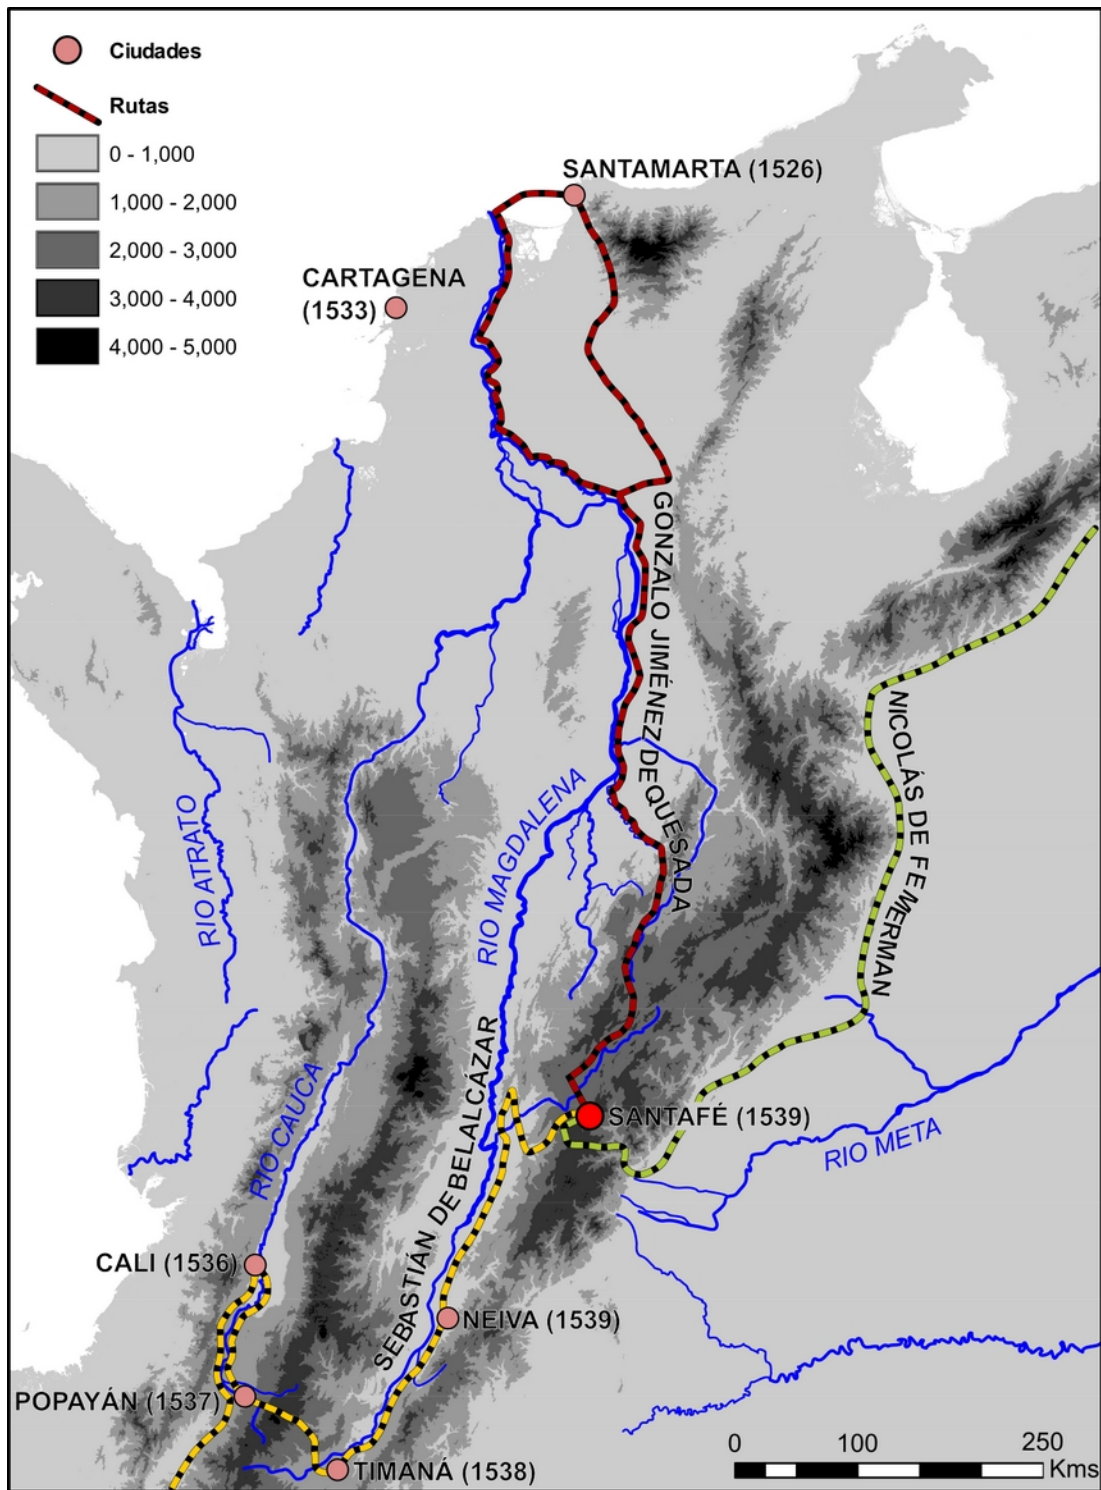 Ciudades
Rutas
0 - 1,000
1,000 - 2,000
2,000 - 3,000
3,000 - 4,000
4,000 - 5,000
SANTAMARTA (1526)
CARTAGENA
(1533)
GONZALO JIMÉNEZ DE QUESADA
NICOLÁS DE FEMERMAN
RIO ATRATO
RIO MAGDALENA
RIO CAUCA
SEBASTIÁN DE BELALCÁZAR
SANTAFÉ (1539)
RIO META
CALI (1536)
NEIVA (1539)
POPAYÁN (1537)
TIMANÁ (1538)
0 100 250
Kms